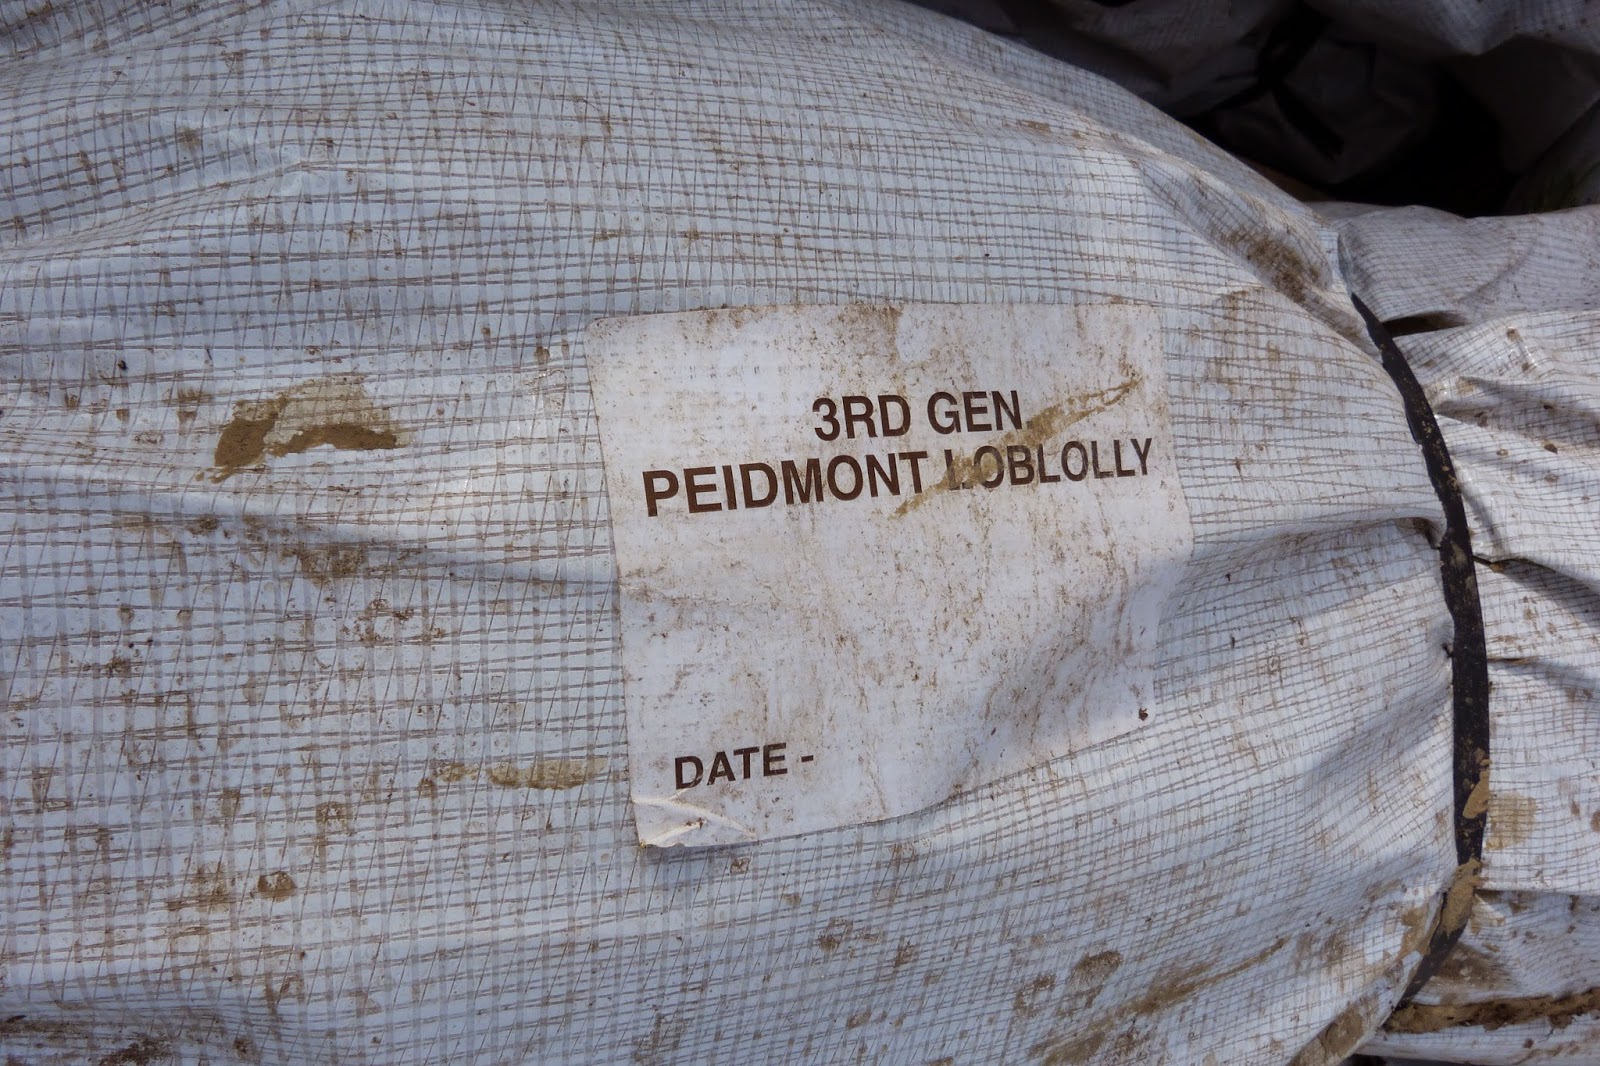 3RD GEN.
PEIDMONT LOBLOLLY
DATE -